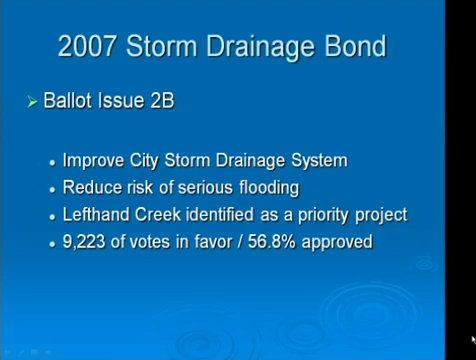 2007 Storm Drainage Bond
Ballot Issue 2B
Improve City Storm Drainage System
Reduce risk of serious flooding
Lefthand Creek identified as a priority project
9,223 of votes in favor / 56.8% approved